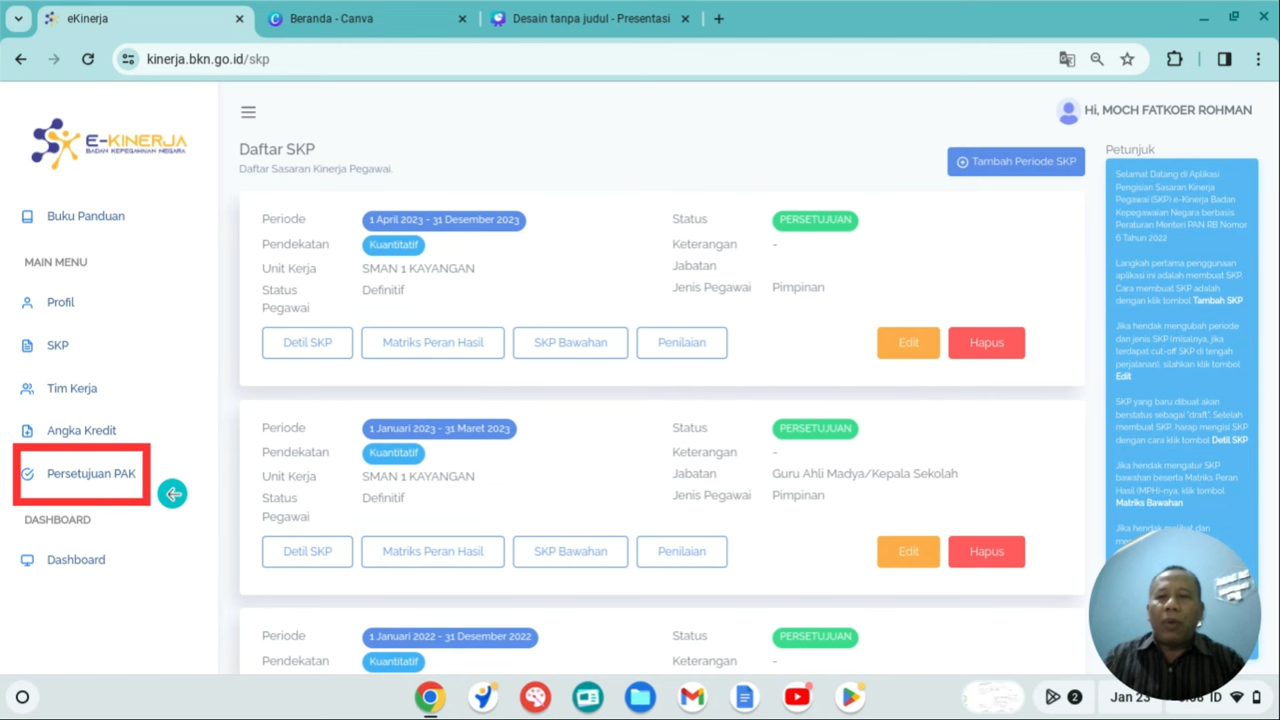 eKinerja
Beranda - Canva
Desain tanpa judul - Presentasi
kinerja.bkn.go.id/skp
E-KINERJA
BADAN KEPEGAWAIAN NEGARA
Hi, MOCH FATKOER ROHMAN
Buku Panduan
MAIN MENU
Profil
SKP
Tim Kerja
Angka Kredit
Persetujuan PAK
DASHBOARD
Dashboard
Daftar SKP
Daftar Sasaran Kinerja Pegawai.
Tambah Periode SKP
Periode 1 April 2023 - 31 Desember 2023 Status PERSETUJUAN
Pendekatan Kuantitatif Keterangan -
Unit Kerja SMAN 1 KAYANGAN Jabatan
Status Definitif Jenis Pegawai Pimpinan
Pegawai
Detil SKP Matriks Peran Hasil SKP Bawahan Penilaian Edit Hapus
Periode 1 Januari 2023 - 31 Maret 2023 Status PERSETUJUAN
Pendekatan Kuantitatif Keterangan -
Unit Kerja SMAN 1 KAYANGAN Jabatan Guru Ahli Madya/Kepala Sekolah
Status Definitif Jenis Pegawai Pimpinan
Pegawai
Detil SKP Matriks Peran Hasil SKP Bawahan Penilaian Edit Hapus
Periode 1 Januari 2022 - 31 Desember 2022 Status PERSETUJUAN
Pendekatan Kuantitatif Keterangan -
Petunjuk
Selamat Datang di Aplikasi
Pengisian Sasaran Kinerja
Pegawai (SKP) e-Kinerja Badan
Kepegawaian Negara berbasis
Peraturan Menteri PAN RB Nomor
6 Tahun 2022
Langkah pertama penggunaan
aplikasi ini adalah membuat SKP.
Cara membuat SKP adalah
dengan klik tombol Tambah SKP
Jika hendak mengubah periode
dan jenis SKP (misalnya, jika
terdapat cut-off SKP di tengah
perjalanan), silahkan klik tombol
Edit
SKP yang baru dibuat akan
berstatus sebagai "draft". Setelah
membuat SKP, harap mengisi SKP
dengan cara klik tombol Detil SKP
Jika hendak mengatur SKP
bawahan beserta Matriks Peran
Hasil (MPH)-nya, klik tombol
Matriks Bawahan
Jika hendak melihat dan
2
Jan 23
ID